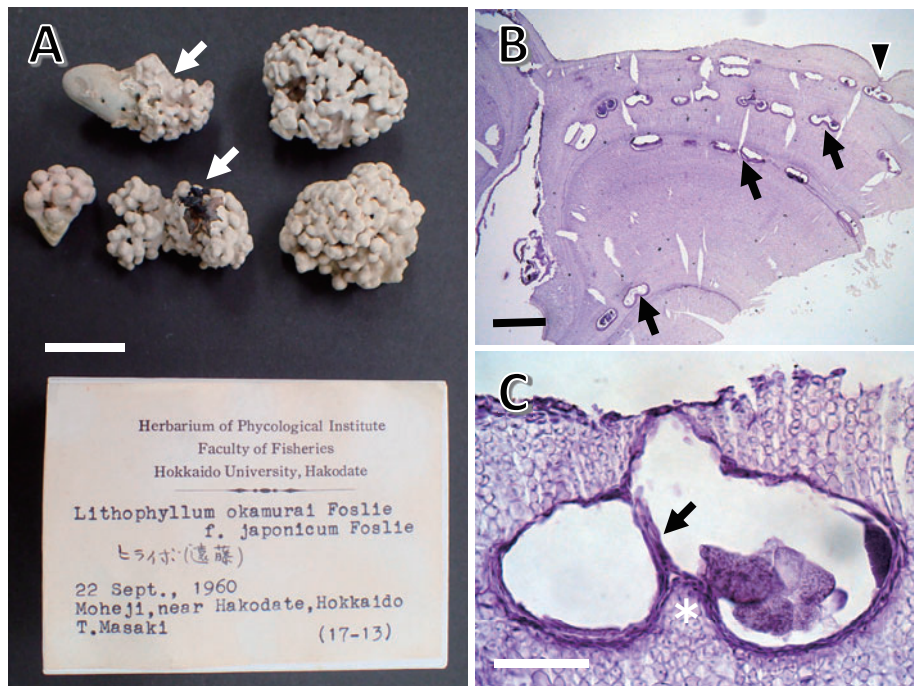 A
B
C
Herbarium of Phycological Institute
Faculty of Fisheries
Hokkaido University, Hakodate
Lithophyllum okamurai Foslie
f. japonicum Foslie
ヒライボ(遠藤)
22 Sept., 1960
Moheji,near Hakodate,Hokkaido
T.Masaki (17-13)